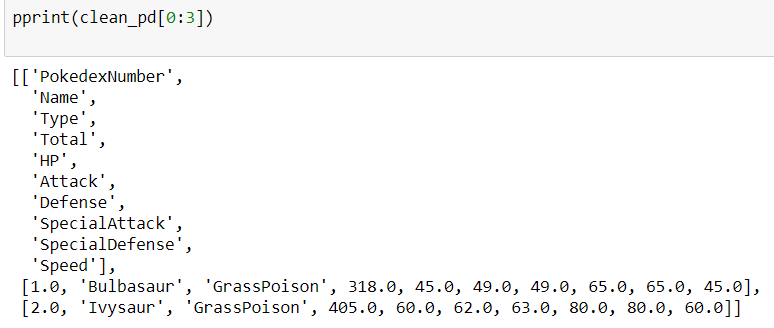 pprint(clean_pd[0:3])
[['PokedexNumber',
'Name',
'Type',
'Total',
'HP',
'Attack',
'Defense',
'SpecialAttack',
'SpecialDefense',
'Speed'],
[1.0, 'Bulbasaur', 'GrassPoison', 318.0, 45.0, 49.0, 49.0, 65.0, 65.0, 45.0],
[2.0, 'Ivysaur', 'GrassPoison', 405.0, 60.0, 62.0, 63.0, 80.0, 80.0, 60.0]]